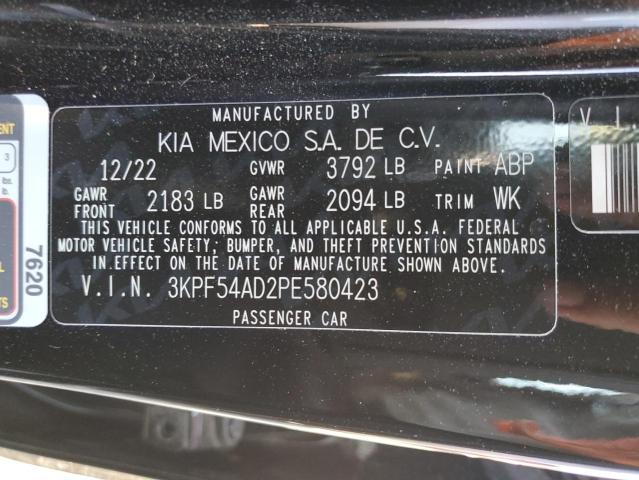 MANUFACTURED BY
KIA MEXICO S.A. DE C.V.
12/22 GVWR 3792 LB PAINT ABP
GAWR FRONT 2183 LB GAWR REAR 2094 LB TRIM WK
THIS VEHICLE CONFORMS TO ALL APPLICABLE U.S.A. FEDERAL
MOTOR VEHICLE SAFETY, BUMPER, AND THEFT PREVENTION STANDARDS
IN EFFECT ON THE DATE OF MANUFACTURE SHOWN ABOVE.
V.I.N. 3KPF54AD2PE580423
PASSENGER CAR
7620
3
lbs.
V I